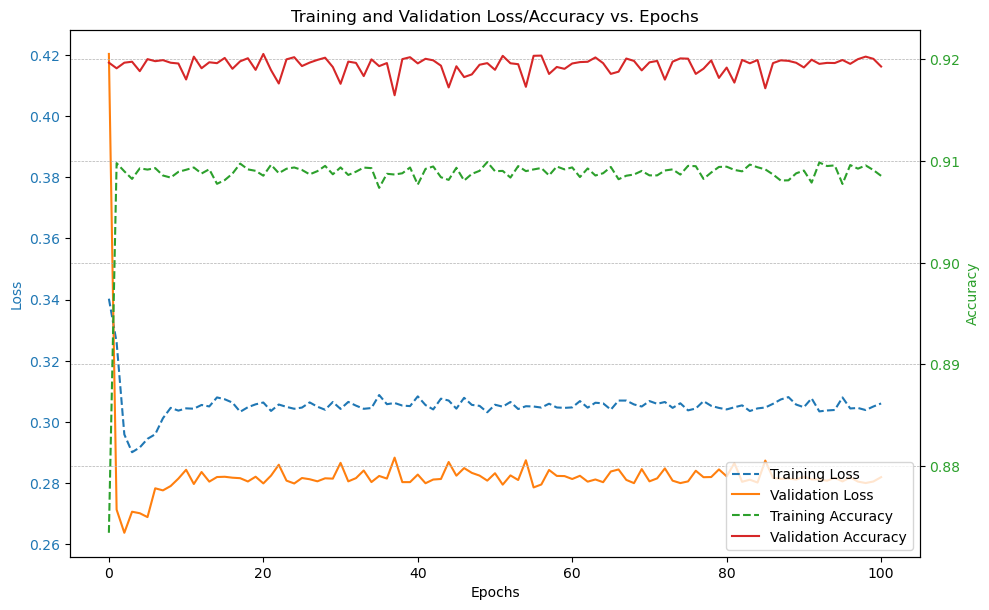 Training and Validation Loss/Accuracy vs. Epochs
0.42
0.40
0.38
0.36
0.34
0.32
0.30
0.28
0.26
Loss
0.92
0.91
0.90
0.89
0.88
Accuracy
Training Loss
Validation Loss
Training Accuracy
Validation Accuracy
0
20
40
60
80
100
Epochs